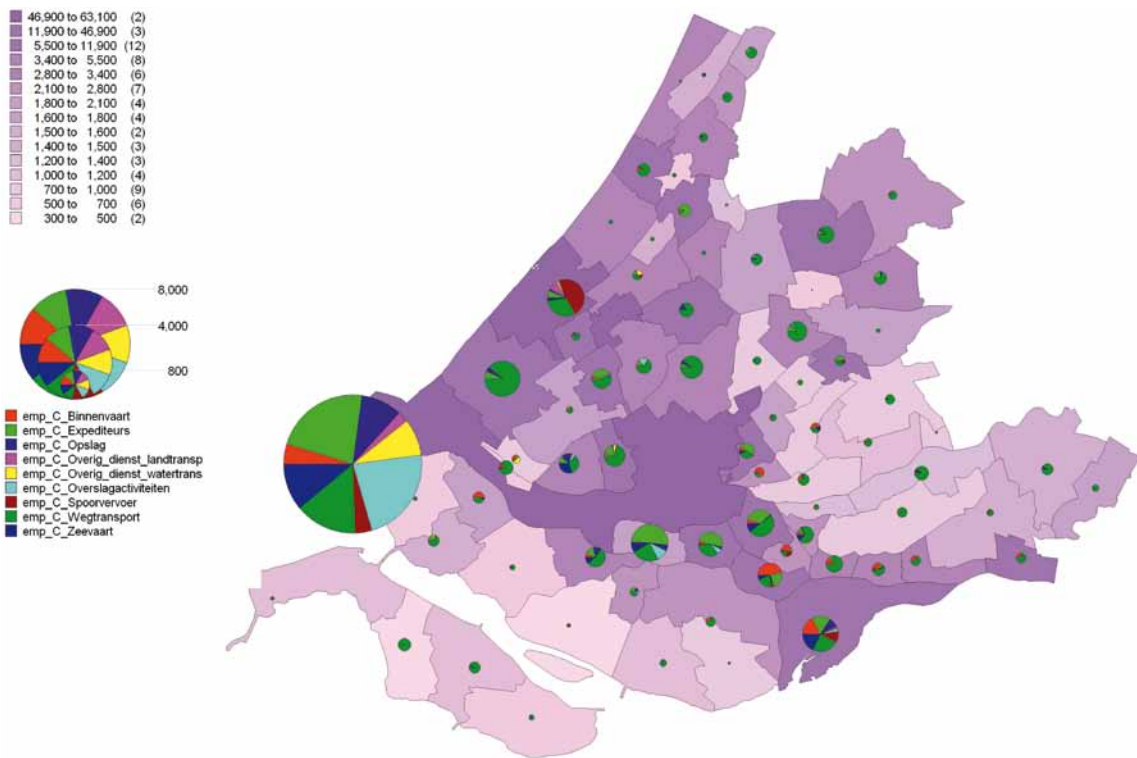 46,900 to 63,100 (2)
11,900 to 46,900 (3)
5,500 to 11,900 (12)
3,400 to 5,500 (8)
2,800 to 3,400 (6)
2,100 to 2,800 (7)
1,800 to 2,100 (4)
1,600 to 1,800 (4)
1,500 to 1,600 (2)
1,400 to 1,500 (3)
1,200 to 1,400 (3)
1,000 to 1,200 (4)
700 to 1,000 (9)
500 to 700 (6)
300 to 500 (2)
8,000
4,000
800
emp_C_Binnenvaart
emp_C_Expediteurs
emp_C_Opslag
emp_C_Overig_dienst_landtransp
emp_C_Overig_dienst_watertrans
emp_C_Overslagactiviteiten
emp_C_Spoorvervoer
emp_C_Wegtransport
emp_C_Zeevaart